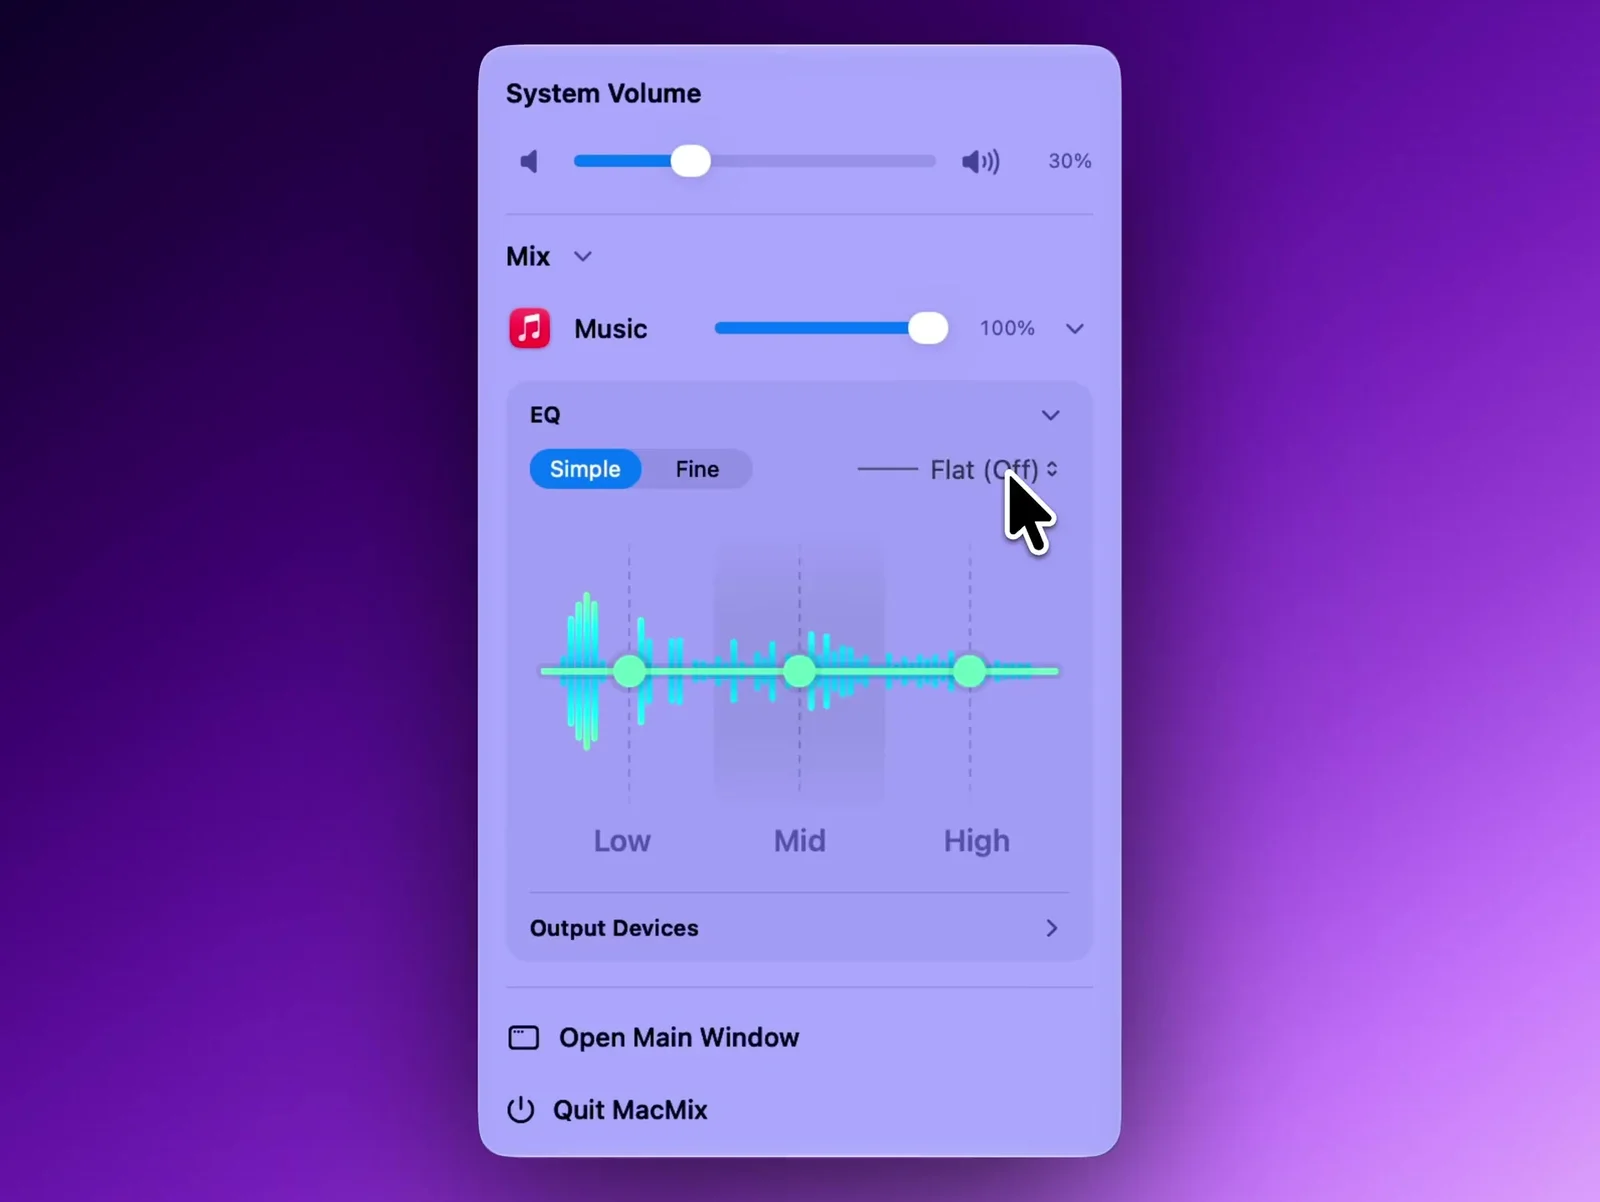 System Volume
30%
Mix
Music 100%
EQ
Simple Fine Flat (Off)
Low Mid High
Output Devices
Open Main Window
Quit MacMix